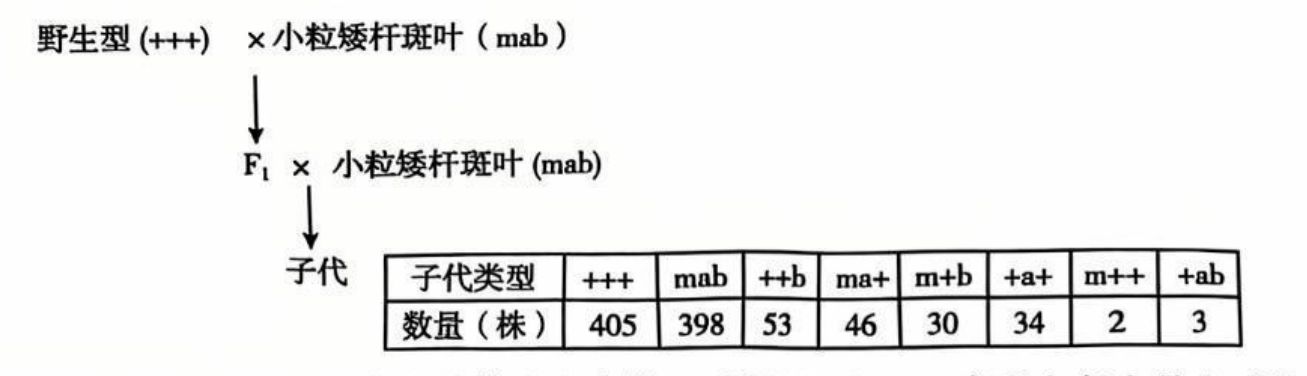 野生型(+++) ×小粒矮杆斑叶(mab)
F₁ × 小粒矮杆斑叶(mab)
子代
子代类型 +++ mab ++b ma+ m+b +a+ m++ +ab
数量(株) 405 398 53 46 30 34 2 3